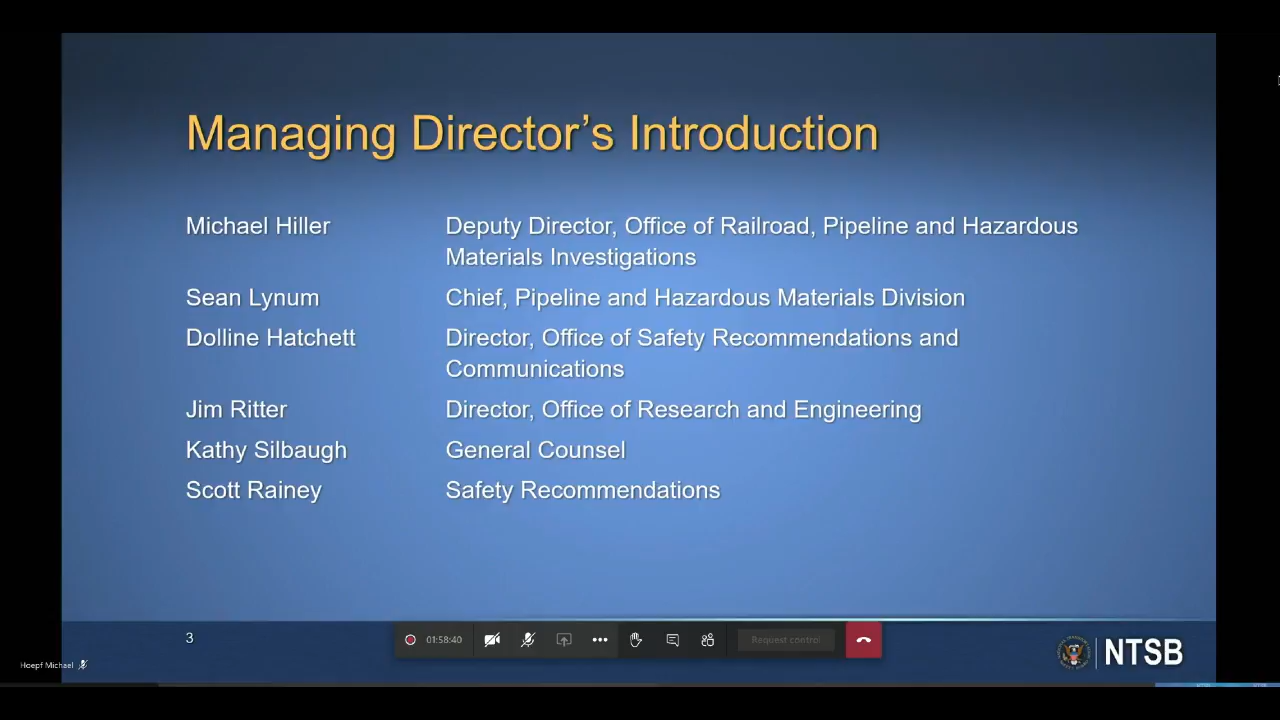 Managing Director’s Introduction
Michael Hiller
Deputy Director, Office of Railroad, Pipeline and Hazardous
Materials Investigations
Sean Lynum
Chief, Pipeline and Hazardous Materials Division
Dolline Hatchett
Director, Office of Safety Recommendations and
Communications
Jim Ritter
Director, Office of Research and Engineering
Kathy Silbaugh
General Counsel
Scott Rainey
Safety Recommendations
3
01:58:40
Request control
NTSB
Hoepf Michael